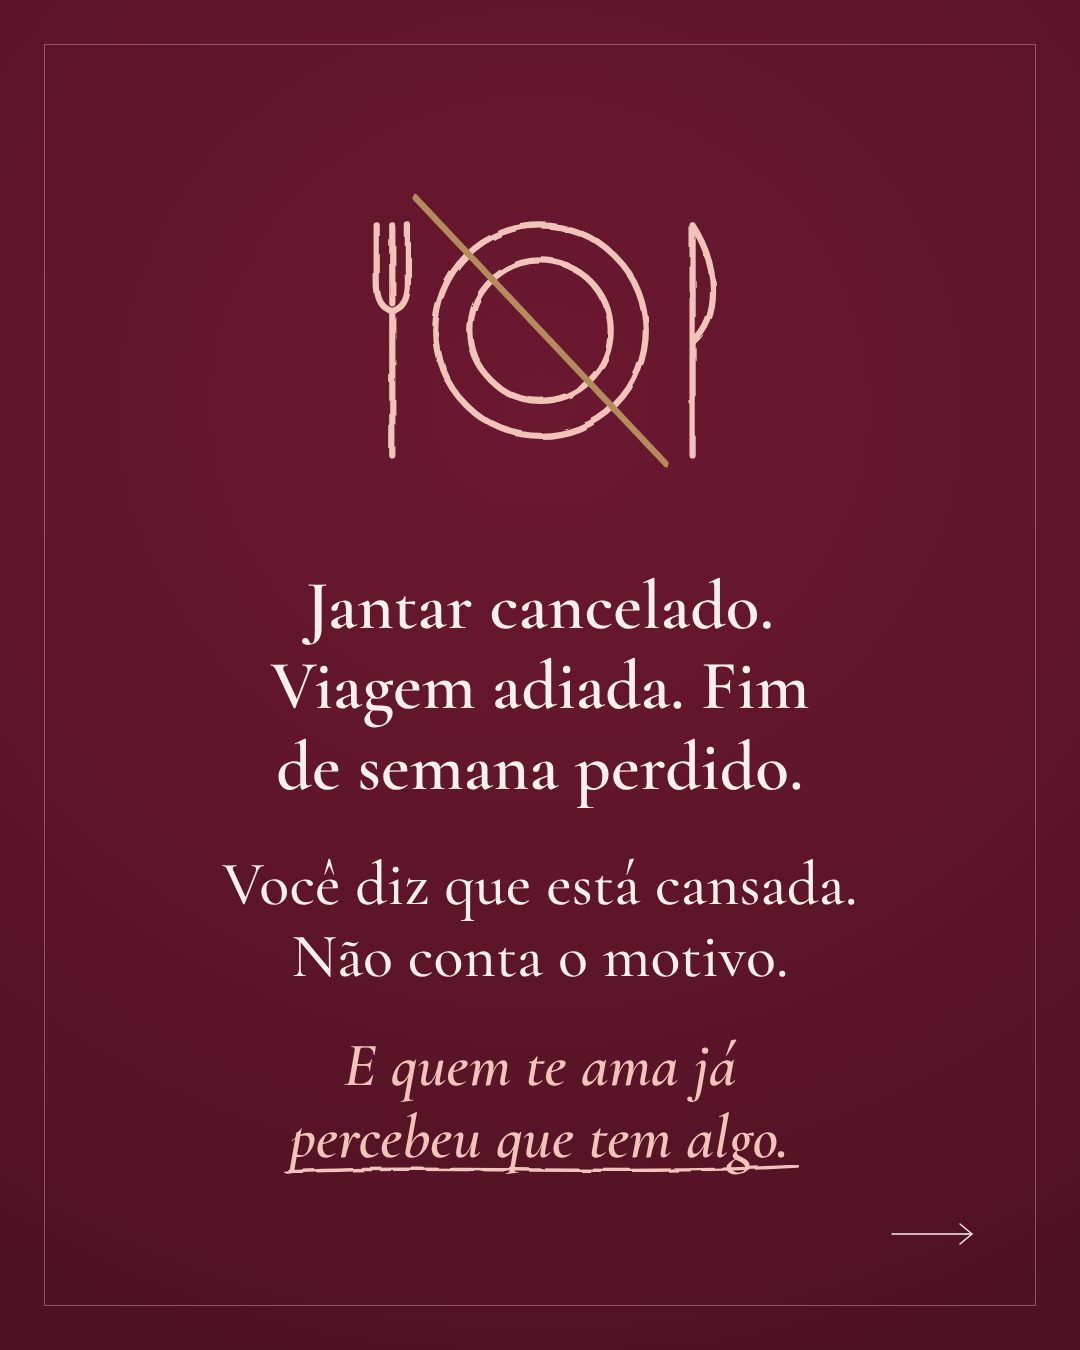 Jantar cancelado.
Viagem adiada. Fim
de semana perdido.
Você diz que está cansada.
Não conta o motivo.
E quem te ama já
percebeu que tem algo.